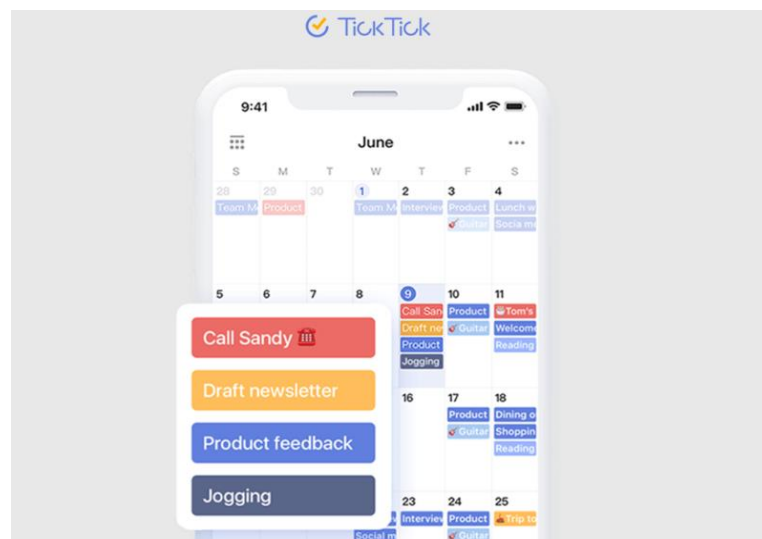 TickTick
9:41
June
S M T W T F S
28 29 30 1 2 3 4
Team M Product Team M Interview Product Lunch w
Guitar Socia m
5 6 7 8 9 10 11
Call San Product Tom's
Draft ne Guitar Welcome
Product Reading
Jogging
Call Sandy
Draft newsletter
Product feedback
Jogging
16 17 18
Product Dining o
Guitar Shoppin
Reading
23 24 25
Interview Product Trip to
Social m Guitar